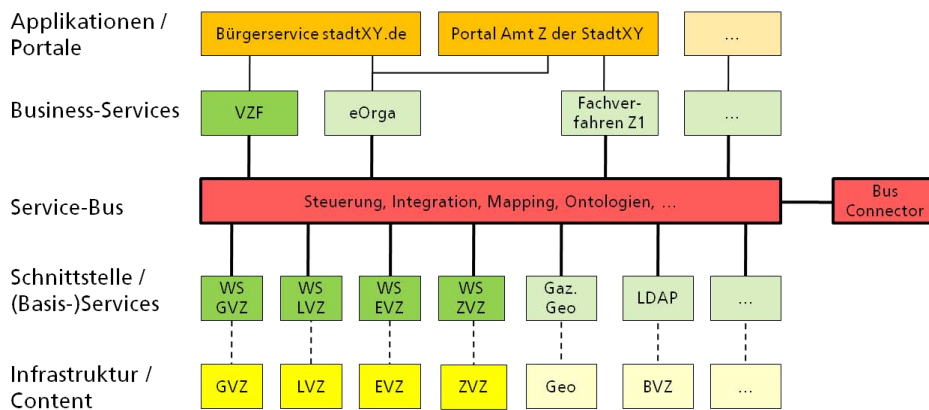 Applikationen /
Portale
Bürgerservice stadtXY.de
Portal Amt Z der StadtXY
...
Business-Services
VZF
eOrga
Fachver-
fahren Z1
...
Service-Bus
Steuerung, Integration, Mapping, Ontologien, ...
Bus
Connector
Schnittstelle /
(Basis-)Services
WS
GVZ
WS
LVZ
WS
EVZ
WS
ZVZ
Gaz.
Geo
LDAP
...
Infrastruktur /
Content
GVZ
LVZ
EVZ
ZVZ
Geo
BVZ
...